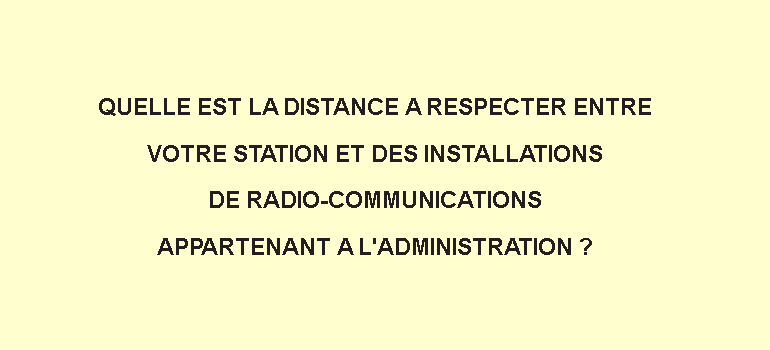 QUELLE EST LA DISTANCE A RESPECTER ENTRE
VOTRE STATION ET DES INSTALLATIONS
DE RADIO-COMMUNICATIONS
APPARTENANT A L'ADMINISTRATION ?